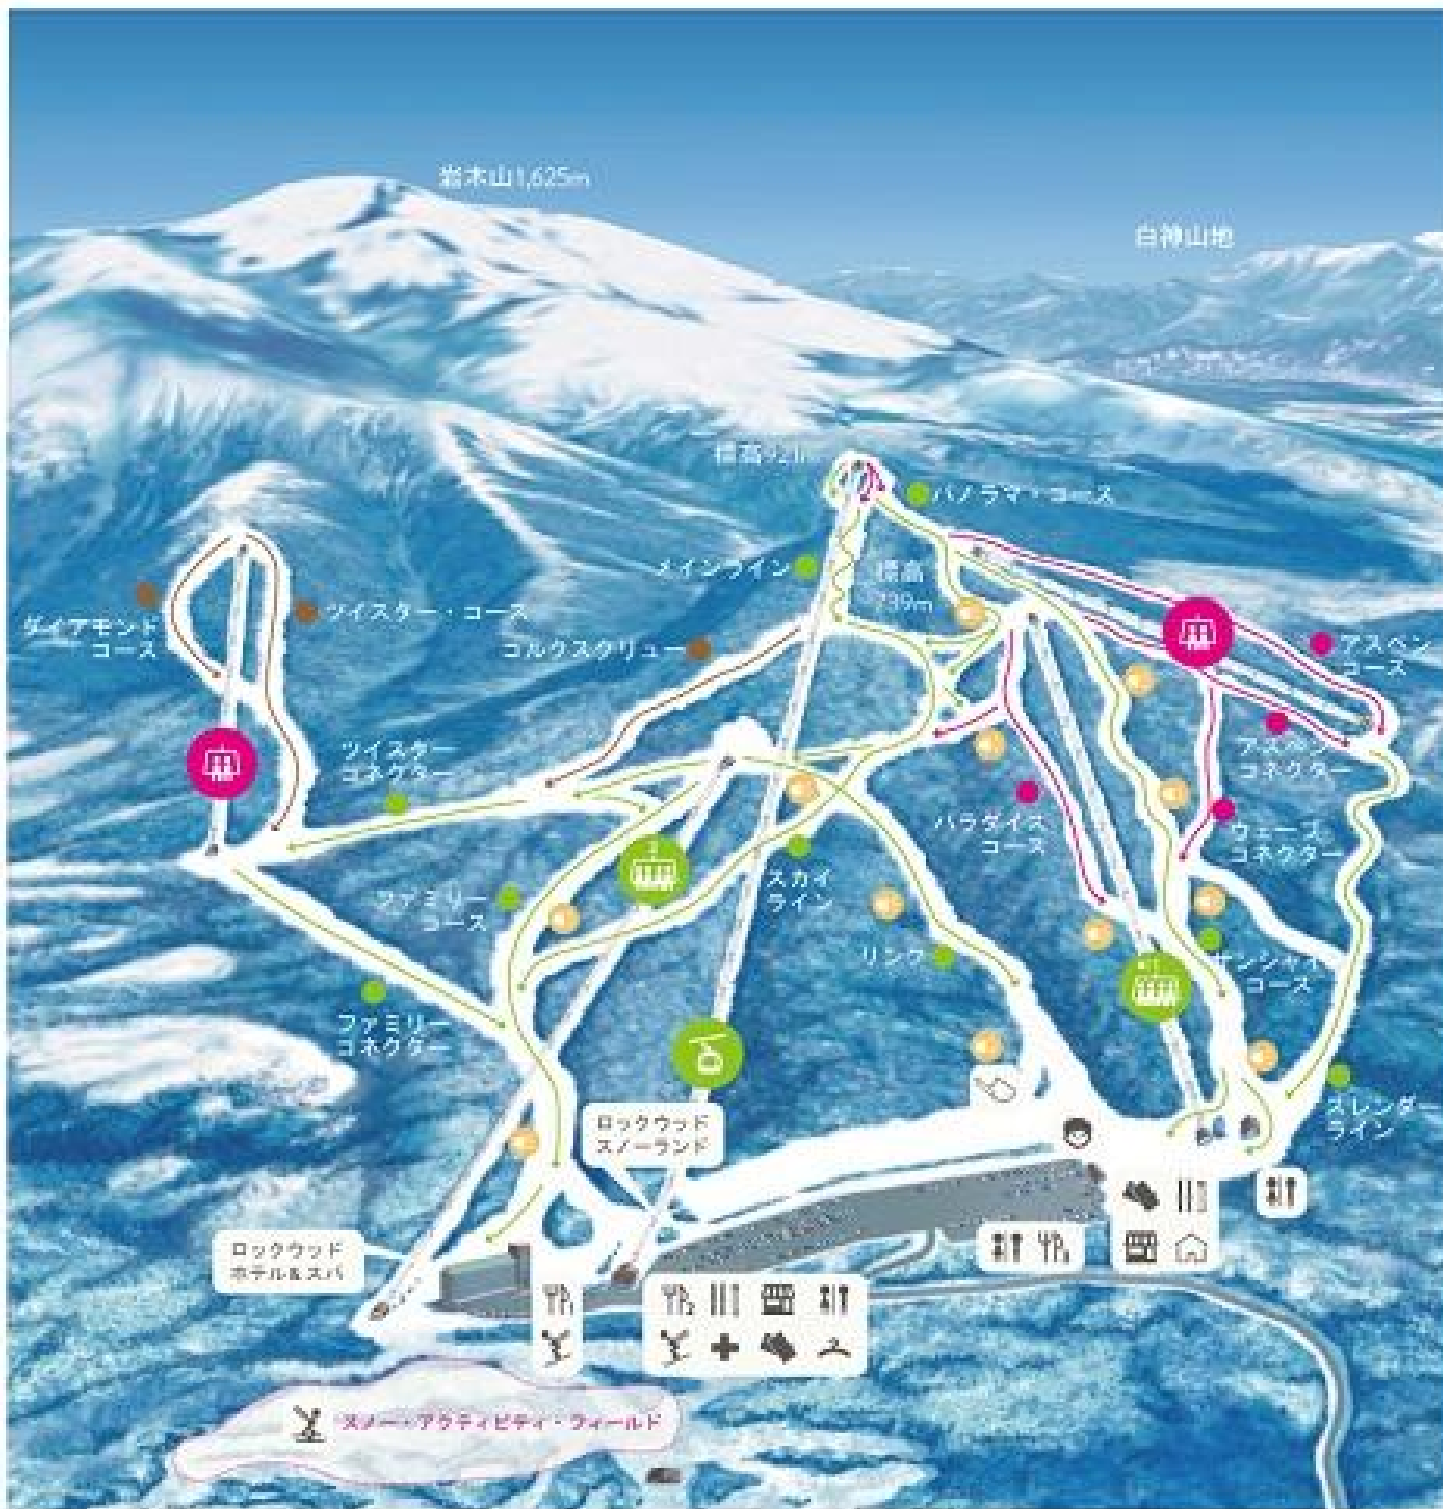 岩木山1,625m
白神山地
パノラマ・コース
メインライン
標高
739m
ダイアモンド
コース
ツイスター・コース
コルクスクリュー
アスペン
コース
ツイスター
コネクター
アスペン
コネクター
パラダイス
コース
ウェーブ
コネクター
ファミリー
コース
スカイ
ライン
リンク
サンシャイ
コース
ファミリー
コネクター
ロックウッド
スノーランド
スレンダー
ライン
ロックウッド
ホテル&スパ
スノー・アクティビティ・フィールド